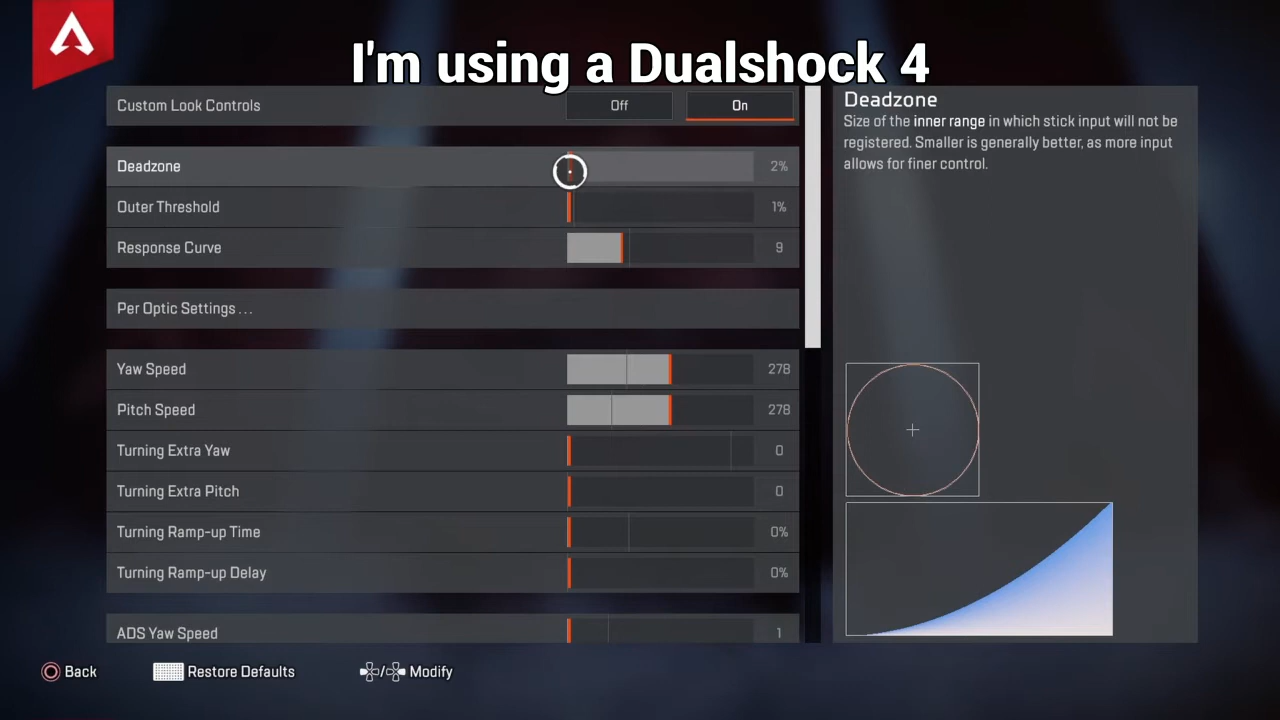 I'm using a Dualshock 4
Custom Look Controls Off On
Deadzone 2%
Outer Threshold 1%
Response Curve 9
Per Optic Settings...
Yaw Speed 278
Pitch Speed 278
Turning Extra Yaw 0
Turning Extra Pitch 0
Turning Ramp-up Time 0%
Turning Ramp-up Delay 0%
ADS Yaw Speed 1
Deadzone
Size of the inner range in which stick input will not be
registered. Smaller is generally better, as more input
allows for finer control.
Back Restore Defaults / Modify